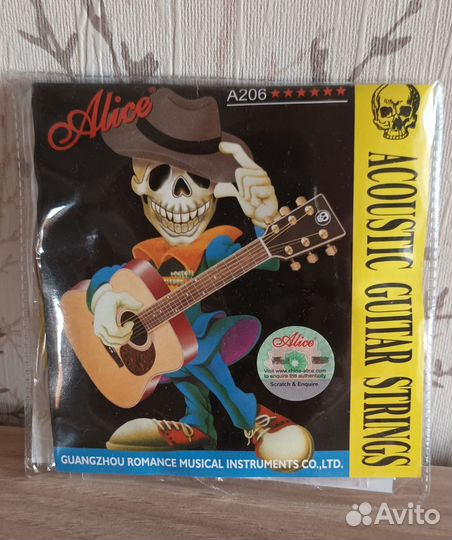 Alice®
A206 ★★★★★★
ACOUSTIC GUITAR STRINGS
Alice
Visit www.china-alice.com
to enquire the authenticity
Scratch & Enquire
GUANGZHOU ROMANCE MUSICAL INSTRUMENTS CO.,LTD.
Avito